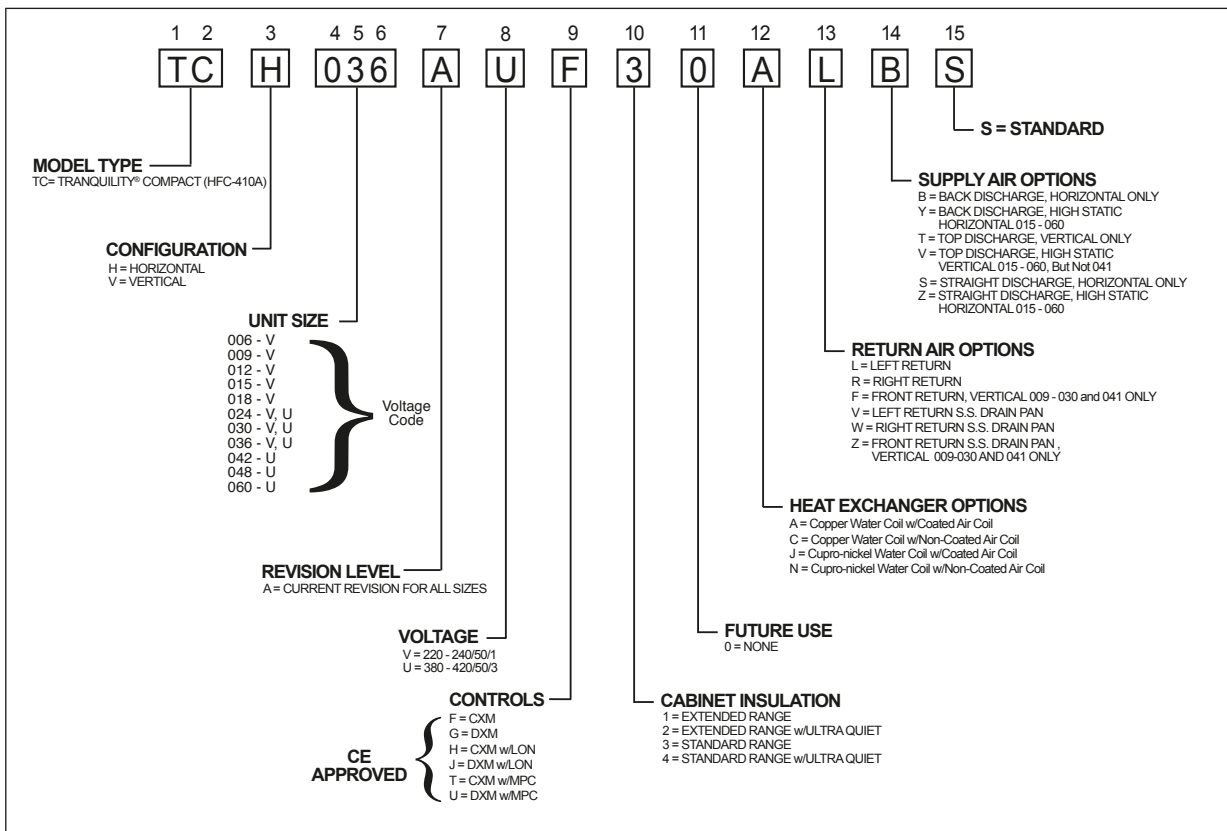 1 2 3 4 5 6 7 8 9 10 11 12 13 14 15
TC H 036 A U F 3 0 A L B S
S = STANDARD
MODEL TYPE
TC= TRANQUILITY® COMPACT (HFC-410A)
SUPPLY AIR OPTIONS
B = BACK DISCHARGE, HORIZONTAL ONLY
Y = BACK DISCHARGE, HIGH STATIC
HORIZONTAL 015 - 060
T = TOP DISCHARGE, VERTICAL ONLY
V = TOP DISCHARGE, HIGH STATIC
VERTICAL 015 - 060, But Not 041
S = STRAIGHT DISCHARGE, HORIZONTAL ONLY
Z = STRAIGHT DISCHARGE, HIGH STATIC
HORIZONTAL 015 - 060
CONFIGURATION
H = HORIZONTAL
V = VERTICAL
UNIT SIZE
006 - V
009 - V
012 - V
015 - V
018 - V
024 - V, U
030 - V, U
036 - V, U
042 - U
048 - U
060 - U
Voltage
Code
RETURN AIR OPTIONS
L = LEFT RETURN
R = RIGHT RETURN
F = FRONT RETURN, VERTICAL 009 - 030 and 041 ONLY
V = LEFT RETURN S.S. DRAIN PAN
W = RIGHT RETURN S.S. DRAIN PAN
Z = FRONT RETURN S.S. DRAIN PAN ,
VERTICAL 009-030 AND 041 ONLY
HEAT EXCHANGER OPTIONS
A = Copper Water Coil w/Coated Air Coil
C = Copper Water Coil w/Non-Coated Air Coil
J = Cupro-nickel Water Coil w/Coated Air Coil
N = Cupro-nickel Water Coil w/Non-Coated Air Coil
REVISION LEVEL
A = CURRENT REVISION FOR ALL SIZES
VOLTAGE
V = 220 - 240/50/1
U = 380 - 420/50/3
FUTURE USE
0 = NONE
CONTROLS
F = CXM
G = DXM
H = CXM w/LON
J = DXM w/LON
T = CXM w/MPC
U = DXM w/MPC
CE
APPROVED
CABINET INSULATION
1 = EXTENDED RANGE
2 = EXTENDED RANGE w/ULTRA QUIET
3 = STANDARD RANGE
4 = STANDARD RANGE w/ULTRA QUIET